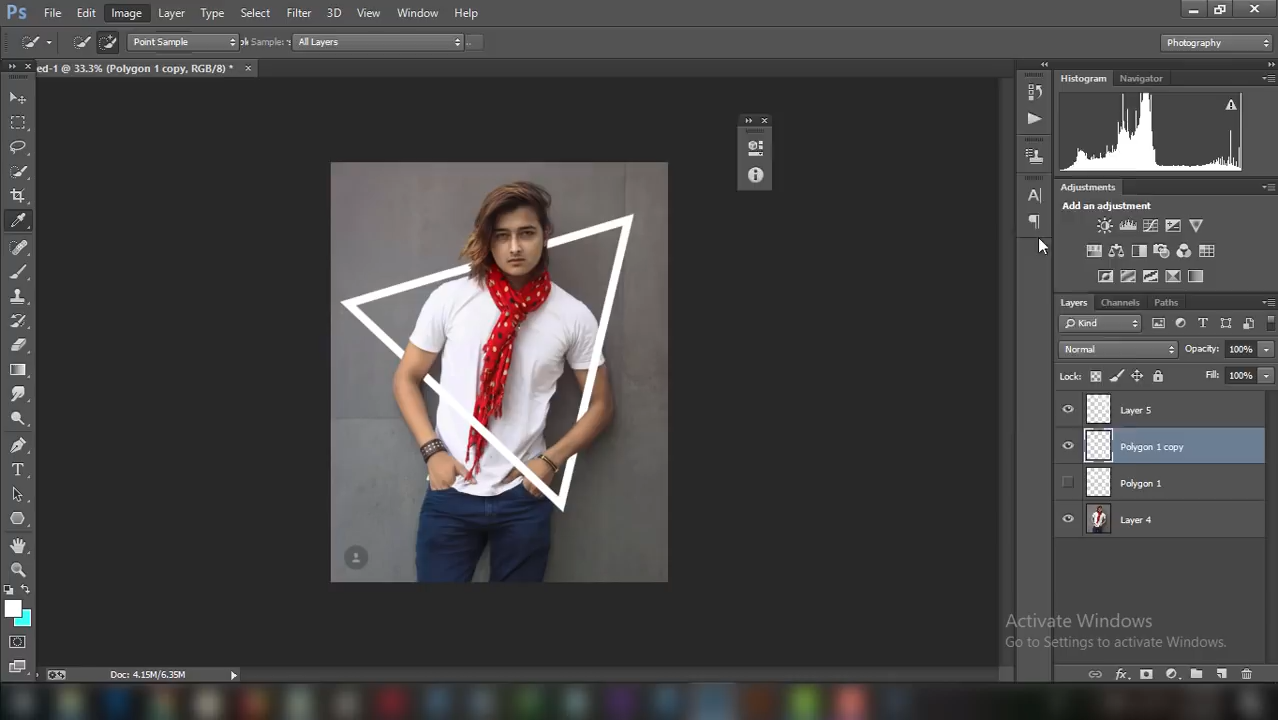 Ps File Edit Image Layer Type Select Filter 3D View Window Help
Point Sample Sample: All Layers Photography
ed-1 @ 33.3% (Polygon 1 copy, RGB/8) *
Histogram Navigator
Adjustments
Add an adjustment
Layers Channels Paths
Kind
Normal Opacity: 100%
Lock: Fill: 100%
Layer 5
Polygon 1 copy
Polygon 1
Layer 4
Activate Windows
Go to Settings to activate Windows.
Doc: 4.15M/6.35M